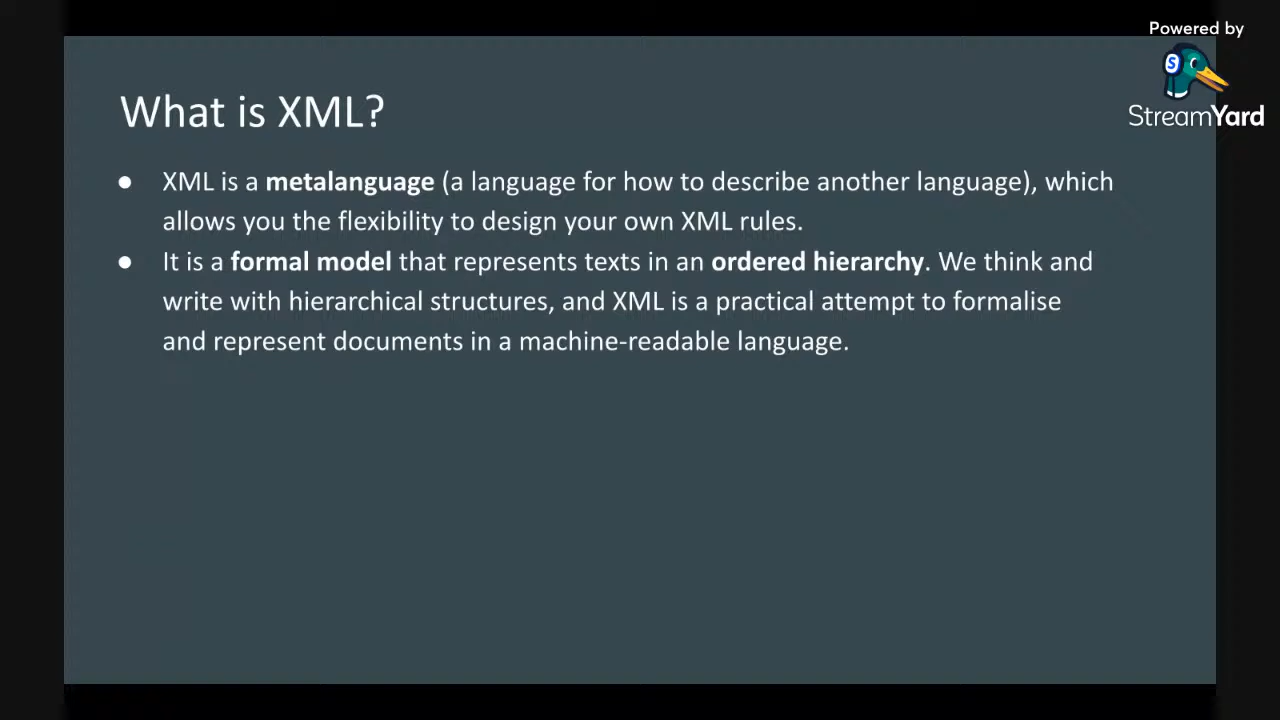 Powered by
S
StreamYard
What is XML?
● XML is a metalanguage (a language for how to describe another language), which
allows you the flexibility to design your own XML rules.
● It is a formal model that represents texts in an ordered hierarchy. We think and
write with hierarchical structures, and XML is a practical attempt to formalise
and represent documents in a machine-readable language.